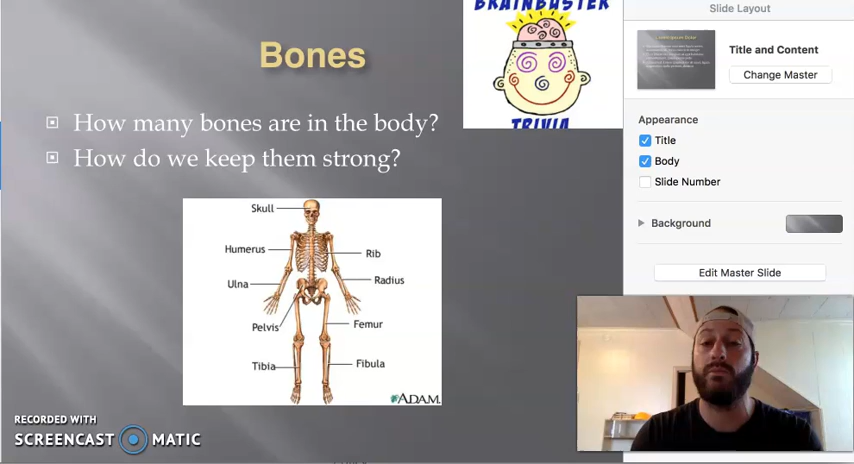 Bones
How many bones are in the body?
How do we keep them strong?
BRAINBUSTER
TRIVIA
Skull
Humerus
Rib
Ulna
Radius
Pelvis
Femur
Tibia
Fibula
ADAM.
RECORDED WITH
SCREENCAST MATIC
Slide Layout
Title and Content
Change Master
Appearance
Title
Body
Slide Number
Background
Edit Master Slide